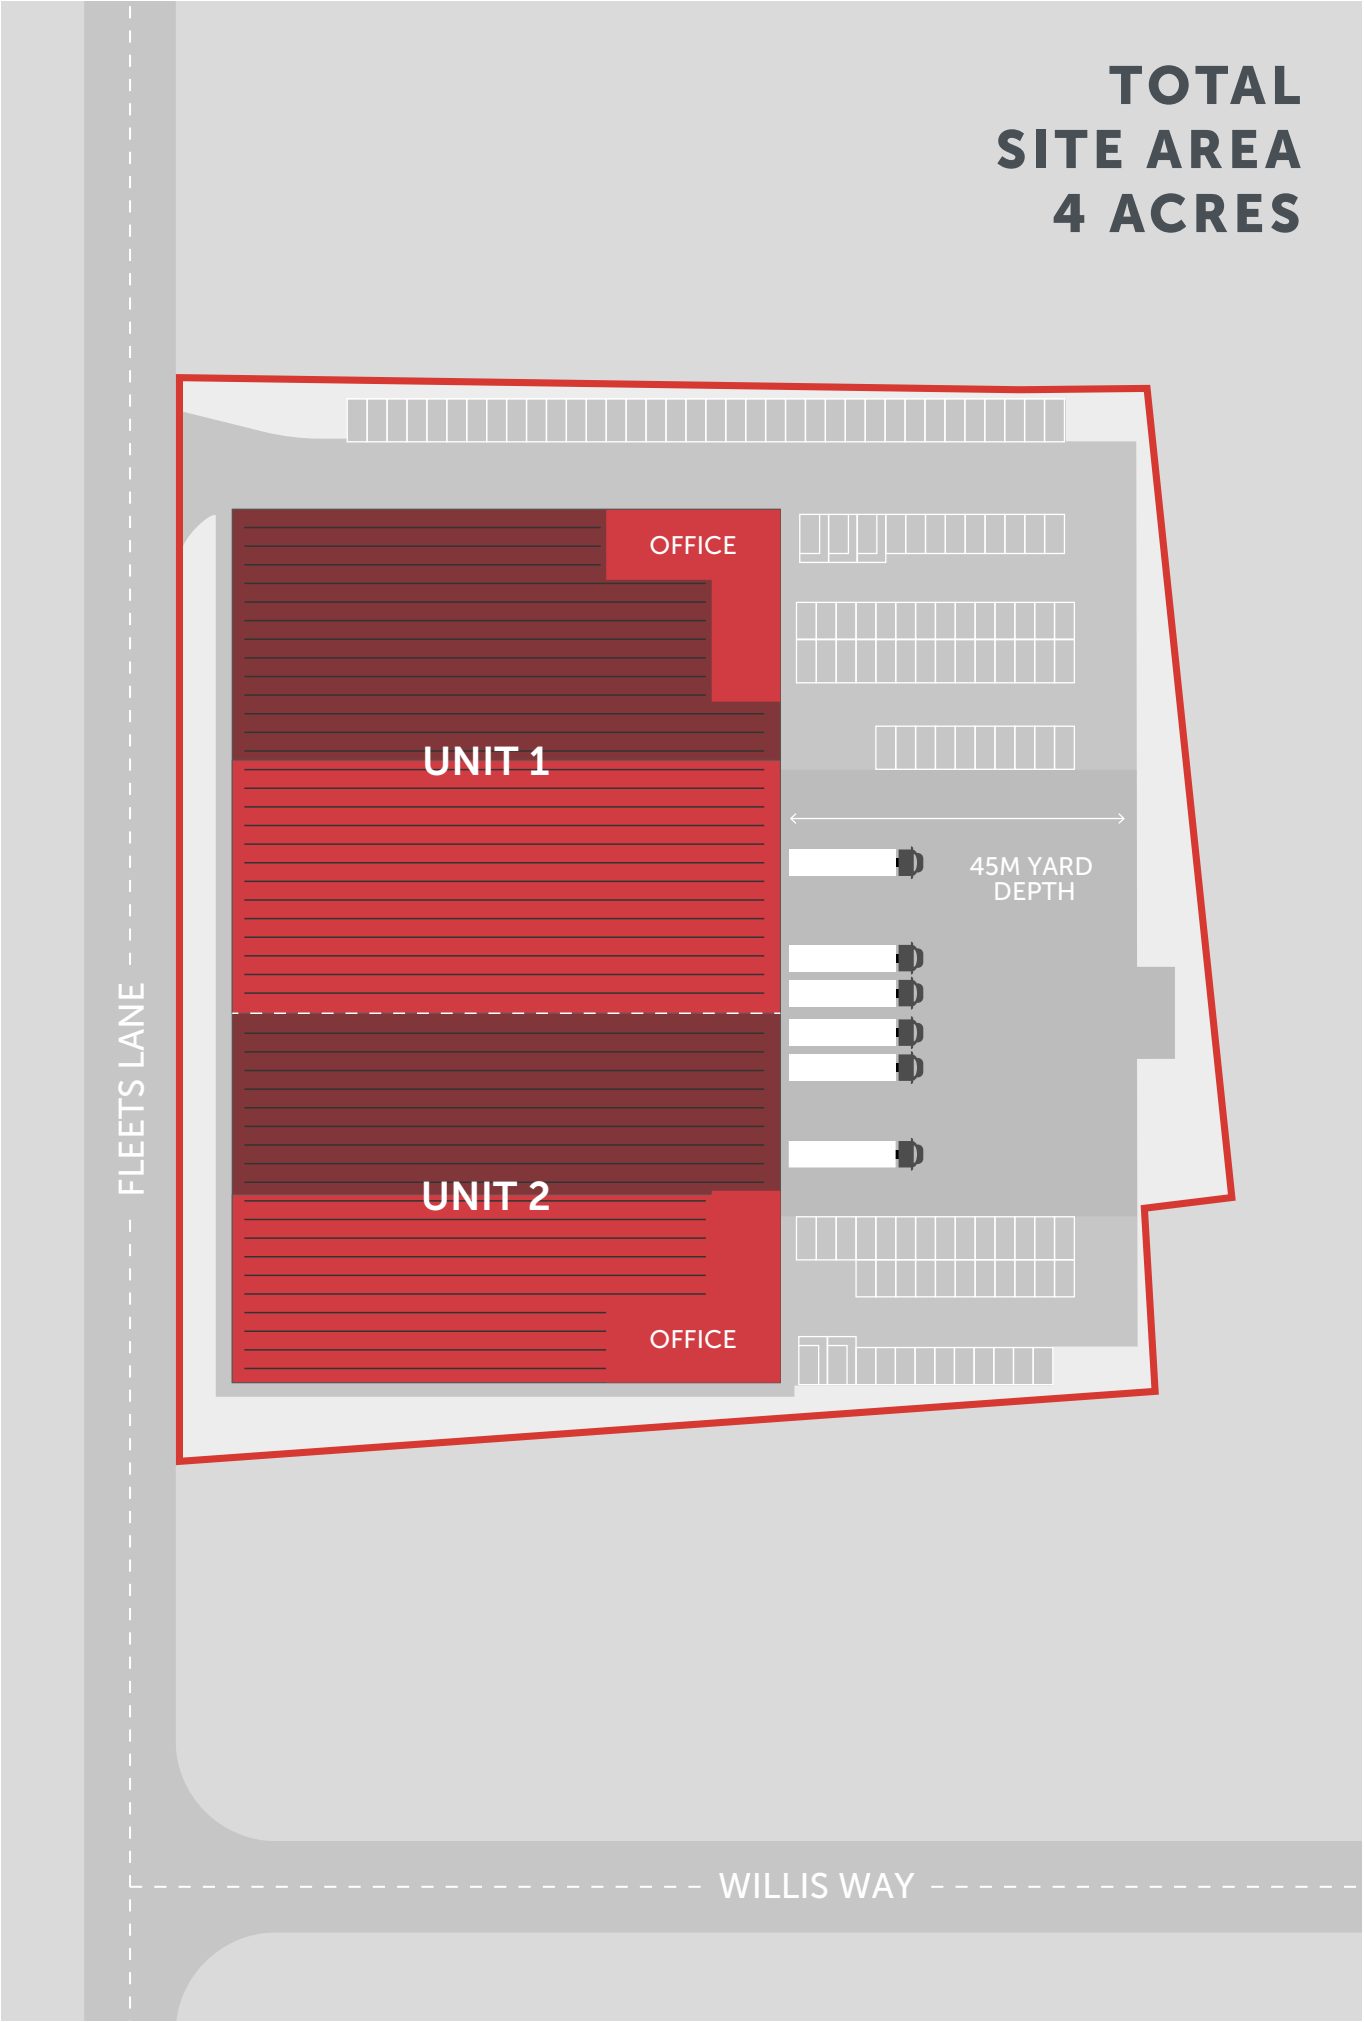 TOTAL
SITE AREA
4 ACRES
OFFICE
UNIT 1
45M YARD
DEPTH
FLEETS LANE
UNIT 2
OFFICE
WILLIS WAY